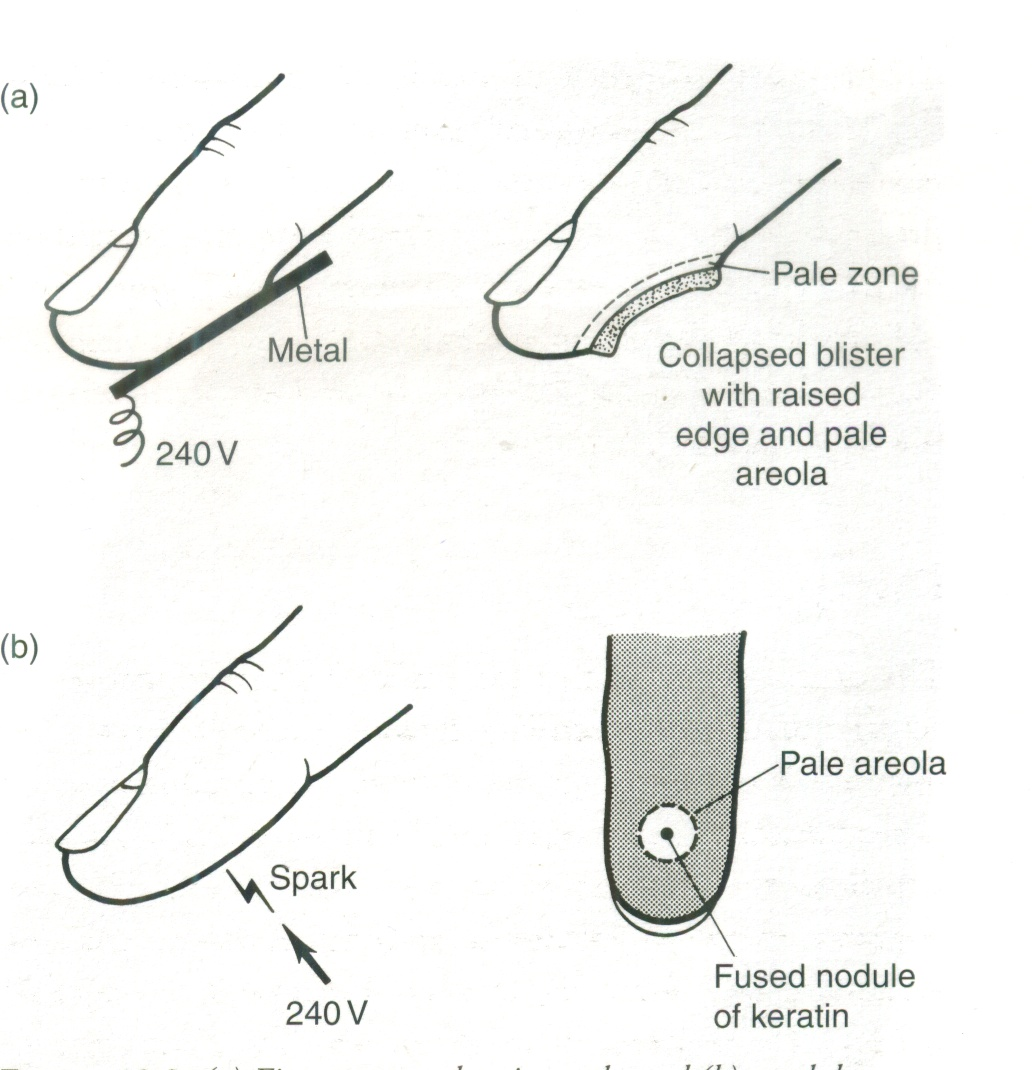 (a)
Metal
240 V
Pale zone
Collapsed blister
with raised
edge and pale
areola
(b)
Spark
240 V
Pale areola
Fused nodule
of keratin
(a)
(b)